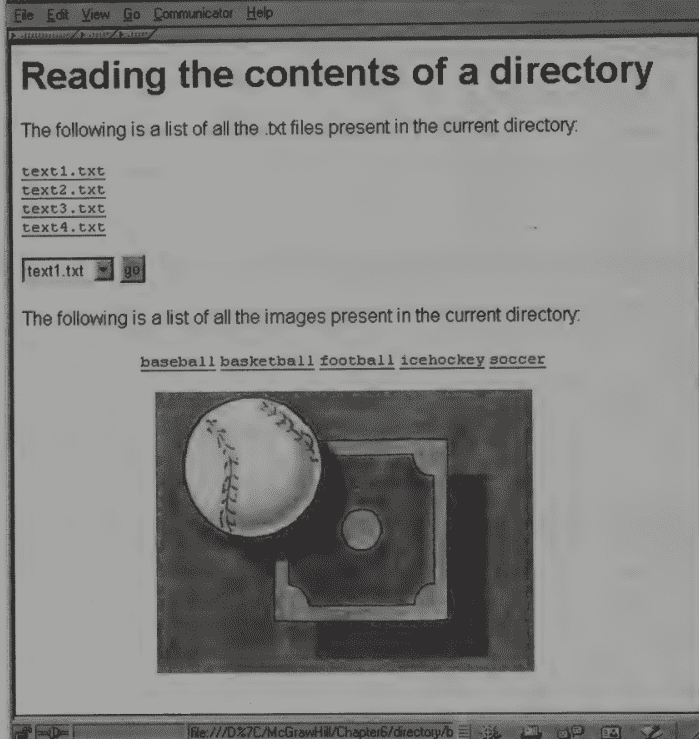 File Edit View Go Communicator Help
Reading the contents of a directory
The following is a list of all the .txt files present in the current directory:
text1.txt
text2.txt
text3.txt
text4.txt
text1.txt go
The following is a list of all the images present in the current directory:
baseball basketball football icehockey soccer
file:///D%7C/McGrawHill/Chapter6/directory/b